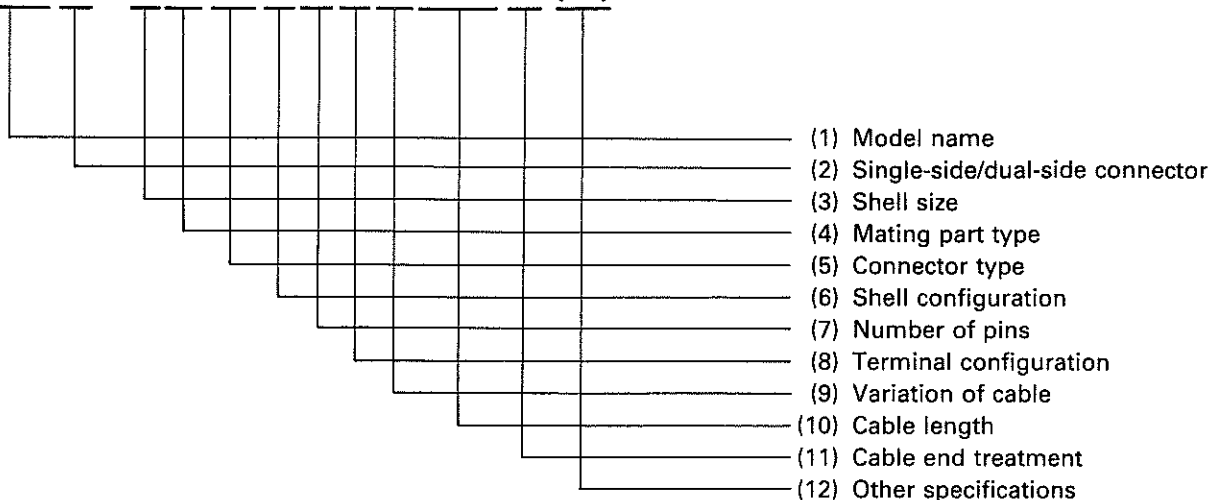 (1) Model name
(2) Single-side/dual-side connector
(3) Shell size
(4) Mating part type
(5) Connector type
(6) Shell configuration
(7) Number of pins
(8) Terminal configuration
(9) Variation of cable
(10) Cable length
(11) Cable end treatment
(12) Other specifications